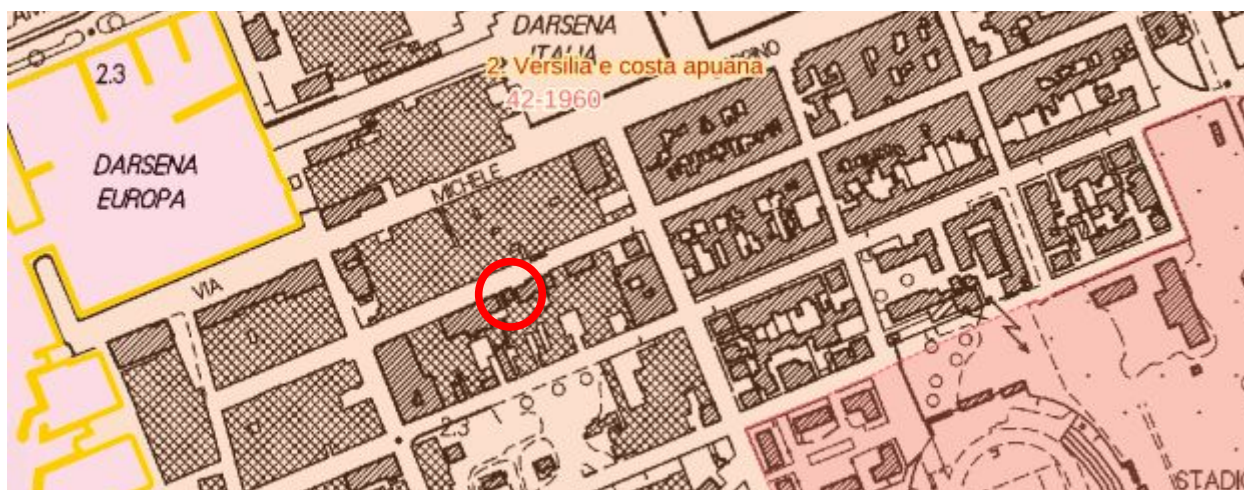 DARSENA
ITALIA
2. Versilia e costa apuana
42-1960
2.3
DARSENA
EUROPA
MICHELE
VIA
2.3
STADIO